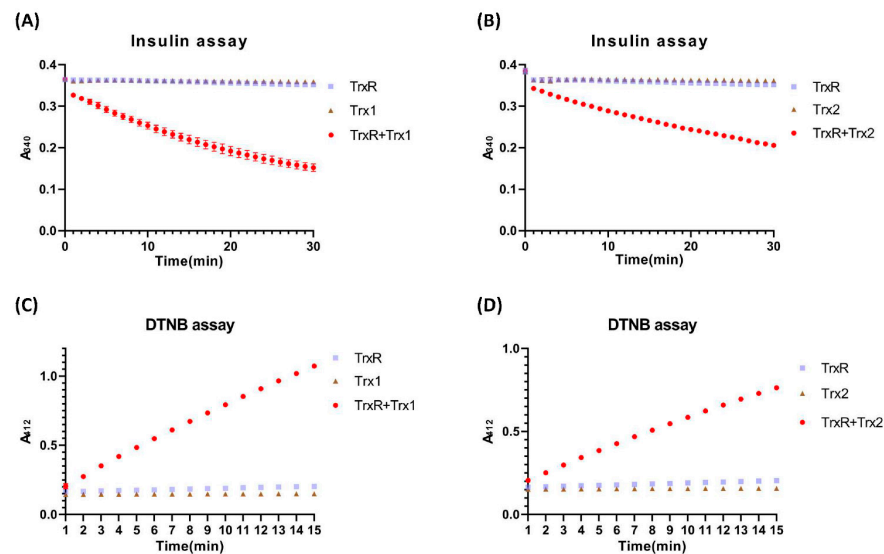 (A)
Insulin assay
0.4
0.3
0.2
0.1
0.0
A340
0
10
20
30
Time(min)
TrxR
Trx1
TrxR+Trx1
(B)
Insulin assay
0.4
0.3
0.2
0.1
0.0
A340
0
10
20
30
Time(min)
TrxR
Trx2
TrxR+Trx2
(C)
DTNB assay
1.0
0.5
0.0
A412
1 2 3 4 5 6 7 8 9 10 11 12 13 14 15
Time(min)
TrxR
Trx1
TrxR+Trx1
(D)
DTNB assay
1.0
0.5
0.0
A412
1 2 3 4 5 6 7 8 9 10 11 12 13 14 15
Time(min)
TrxR
Trx2
TrxR+Trx2